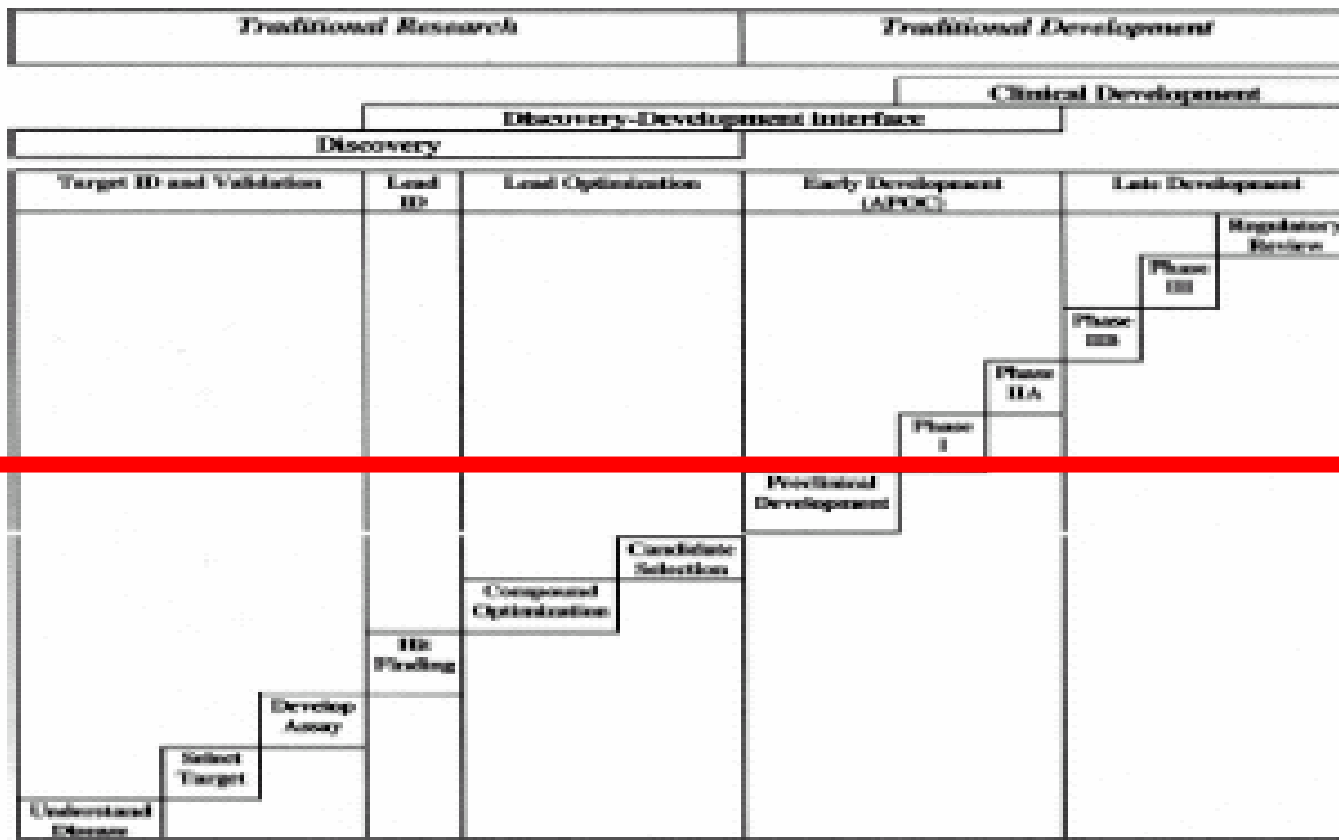 Traditional Research
Traditional Development
Clinical Development
Discovery-Development Interface
Discovery
Target ID and Validation
Lead
ID
Lead Optimization
Early Development
(APOC)
Late Development
Regulatory
Review
Phase
III
Phase
IIB
Phase
IIA
Phase
I
Preclinical
Development
Candidate
Selection
Compound
Optimization
Hit
Finding
Develop
Assay
Select
Target
Understand
Disease